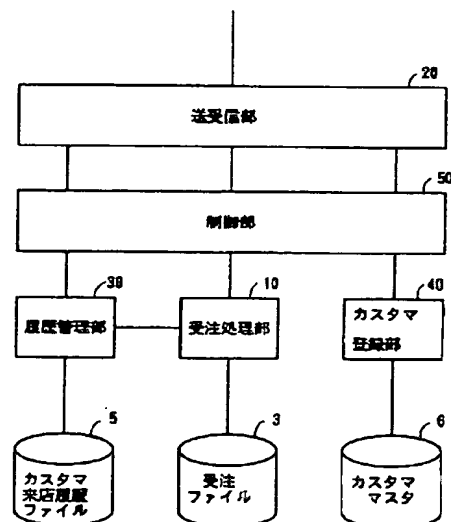 20
送受信部
50
制御部
30
履歴管理部
10
受注処理部
40
カスタマ
登録部
5
カスタマ
来店履歴
ファイル
3
受注
ファイル
6
カスタマ
マスタ